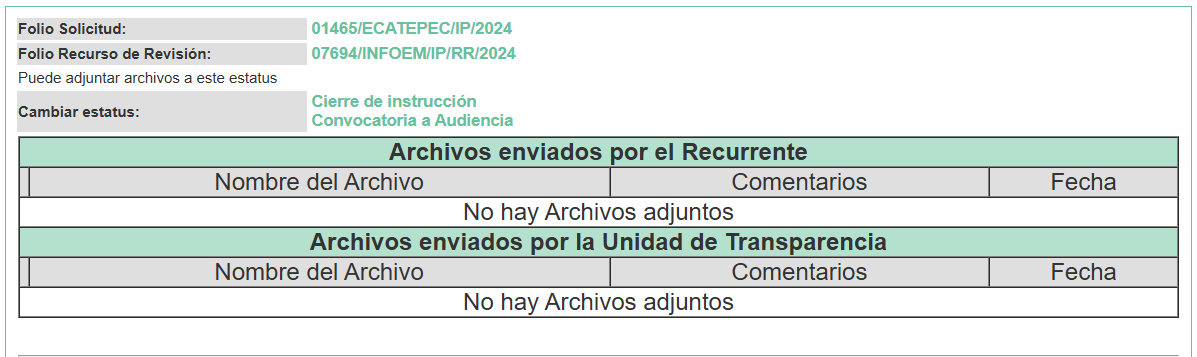 Folio Solicitud: 01465/ECATEPEC/IP/2024
Folio Recurso de Revisión: 07694/INFOEM/IP/RR/2024
Puede adjuntar archivos a este estatus
Cambiar estatus: Cierre de instrucción
Convocatoria a Audiencia
Archivos enviados por el Recurrente
Nombre del Archivo Comentarios Fecha
No hay Archivos adjuntos
Archivos enviados por la Unidad de Transparencia
Nombre del Archivo Comentarios Fecha
No hay Archivos adjuntos